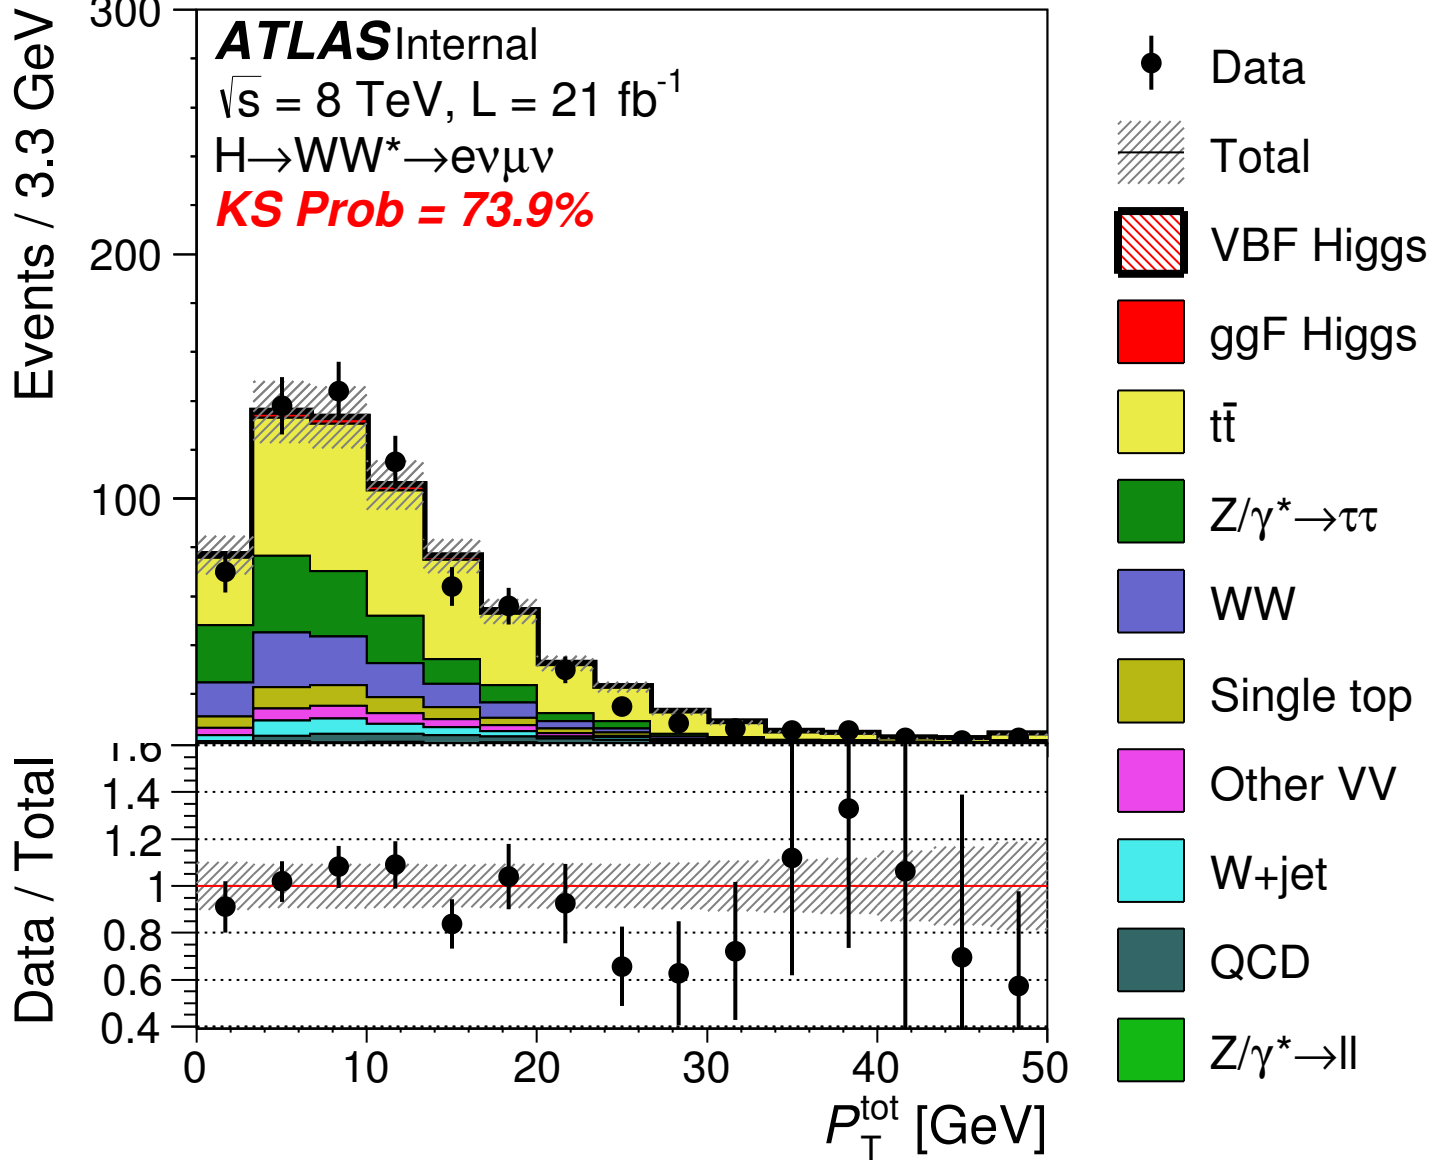 Events / 3.3 GeV
300
200
100
ATLAS Internal
√s = 8 TeV, L = 21 fb⁻¹
H→WW*→eνμν
KS Prob = 73.9%
Data
Total
VBF Higgs
ggF Higgs
tt̄
Z/γ*→ττ
WW
Single top
Other VV
W+jet
QCD
Z/γ*→ll
Data / Total
1.6
1.4
1.2
1
0.8
0.6
0.4
0 10 20 30 40 50
P_T^tot [GeV]